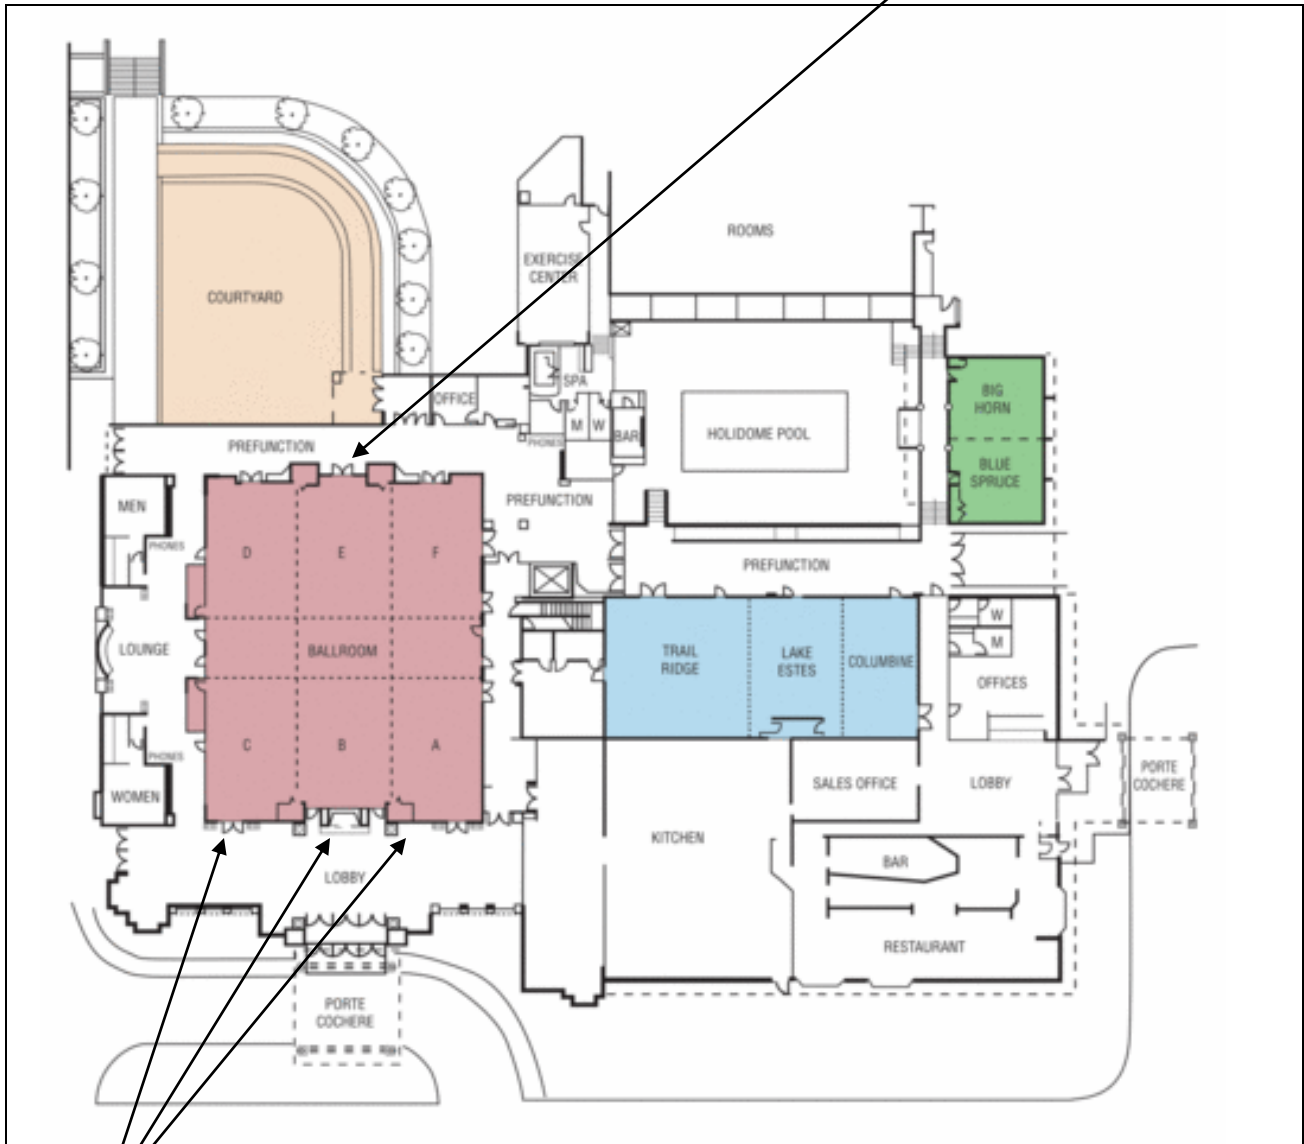 ROOMS
EXERCISE
CENTER
COURTYARD
SPA
OFFICE
BIG
HORN
M
W
BAR
HOLIDOME POOL
PHONES
PREFUNCTION
BLUE
SPRUCE
PREFUNCTION
MEN
PHONES
D
E
F
PREFUNCTION
W
M
LOUNGE
BALLROOM
TRAIL
RIDGE
LAKE
ESTES
COLUMBINE
OFFICES
C
B
A
PHONES
WOMEN
SALES OFFICE
LOBBY
PORTE
COCHERE
KITCHEN
BAR
LOBBY
RESTAURANT
PORTE
COCHERE